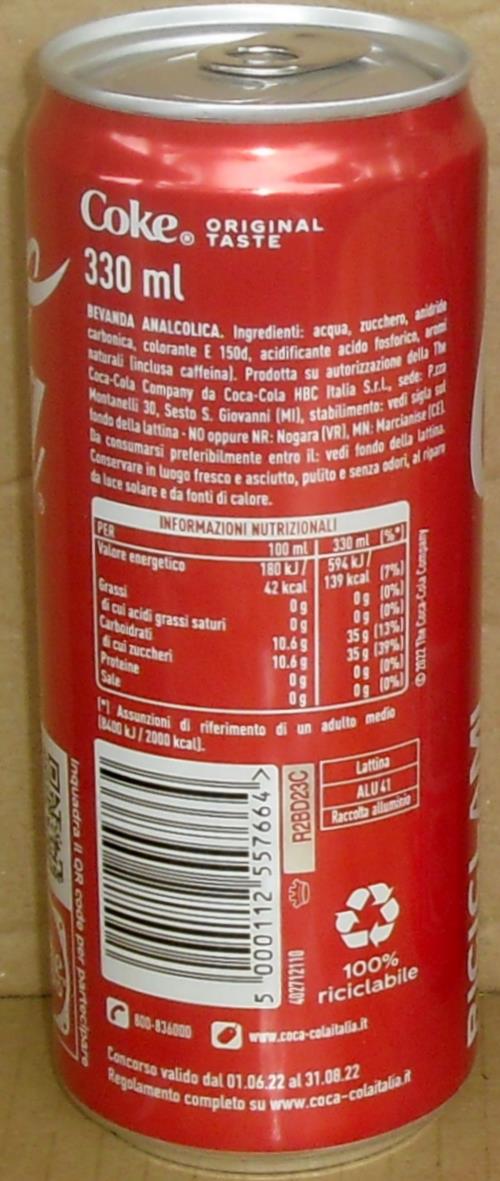 Coke® ORIGINAL TASTE
330 ml
BEVANDA ANALCOLICA. Ingredienti: acqua, zucchero, anidride
carbonica, colorante E 150d, acidificante acido fosforico, aromi
naturali (inclusa caffeina). Prodotta su autorizzazione della The
Coca-Cola Company da Coca-Cola HBC Italia S.r.l., sede: P.zza
Montanelli 30, Sesto S. Giovanni (MI), stabilimento: vedi sigla sul
fondo della lattina - NO oppure NR: Nogara (VR), MN: Marcianise (CE).
Da consumarsi preferibilmente entro il: vedi fondo della lattina.
Conservare in luogo fresco e asciutto, pulito e senza odori, al riparo
da luce solare e da fonti di calore.
INFORMAZIONI NUTRIZIONALI
PER 100 ml 330 ml (%*)
Valore energetico 180 kJ/ 594 kJ/
42 kcal 139 kcal (7%)
Grassi 0 g 0 g (0%)
di cui acidi grassi saturi 0 g 0 g (0%)
Carboidrati 10.6 g 35 g (13%)
di cui zuccheri 10.6 g 35 g (39%)
Proteine 0 g 0 g (0%)
Sale 0 g 0 g (0%)
(*) Assunzioni di riferimento di un adulto medio
(8400 kJ / 2000 kcal).
© 2022 The Coca-Cola Company
Lattina
ALU 41
Raccolta alluminio
R2BD23C
5 000112 557664 >
402712110
100%
riciclabile
Inquadra il QR code per partecipare
800-836000 www.coca-colaitalia.it
Concorso valido dal 01.06.22 al 31.08.22
Regolamento completo su www.coca-colaitalia.it